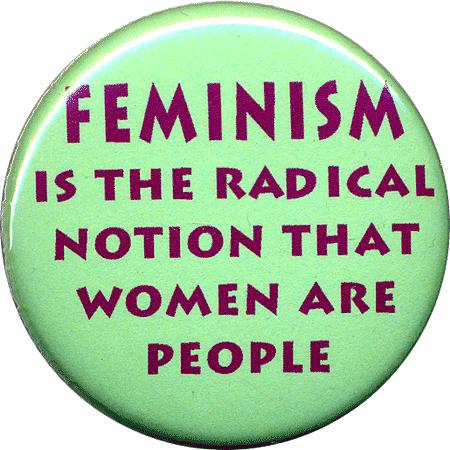 FEMINISM
IS THE RADICAL
NOTION THAT
WOMEN ARE
PEOPLE